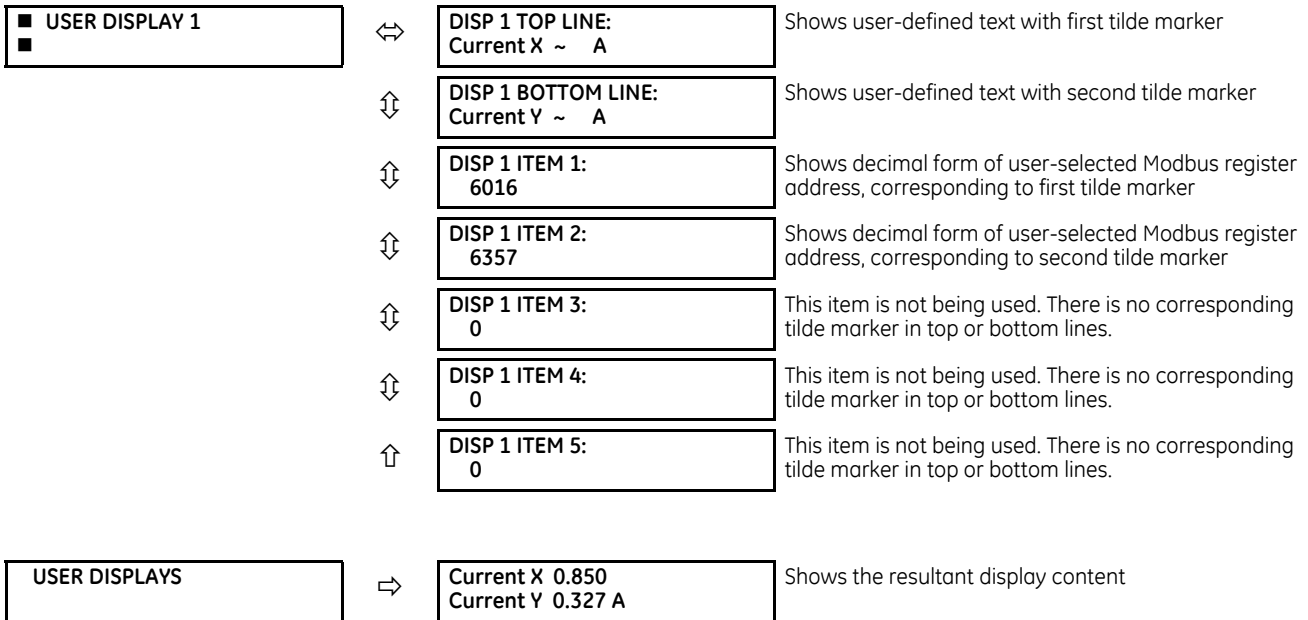 ■ USER DISPLAY 1
■
DISP 1 TOP LINE:
Current X ~ A
Shows user-defined text with first tilde marker
DISP 1 BOTTOM LINE:
Current Y ~ A
Shows user-defined text with second tilde marker
DISP 1 ITEM 1:
6016
Shows decimal form of user-selected Modbus register
address, corresponding to first tilde marker
DISP 1 ITEM 2:
6357
Shows decimal form of user-selected Modbus register
address, corresponding to second tilde marker
DISP 1 ITEM 3:
0
This item is not being used. There is no corresponding
tilde marker in top or bottom lines.
DISP 1 ITEM 4:
0
This item is not being used. There is no corresponding
tilde marker in top or bottom lines.
DISP 1 ITEM 5:
0
This item is not being used. There is no corresponding
tilde marker in top or bottom lines.
USER DISPLAYS
Current X 0.850
Current Y 0.327 A
Shows the resultant display content